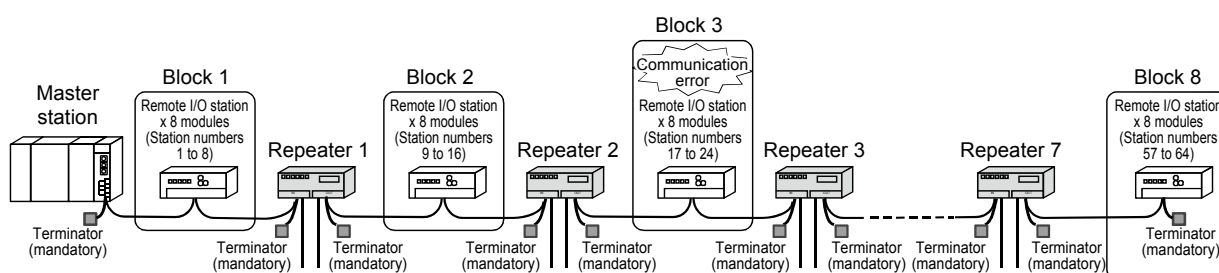 Block 3
Communication
error
Block 1
Block 2
Block 8
Master
station
Remote I/O station
x 8 modules
(Station numbers
1 to 8)
Repeater 1
Remote I/O station
x 8 modules
(Station numbers
9 to 16)
Repeater 2
Remote I/O station
x 8 modules
(Station numbers
17 to 24)
Repeater 3
Repeater 7
Remote I/O station
x 8 modules
(Station numbers
57 to 64)
Terminator
(mandatory)
Terminator
(mandatory)
Terminator
(mandatory)
Terminator
(mandatory)
Terminator
(mandatory)
Terminator
(mandatory)
Terminator
(mandatory)
Terminator
(mandatory)
Terminator
(mandatory)
Terminator
(mandatory)